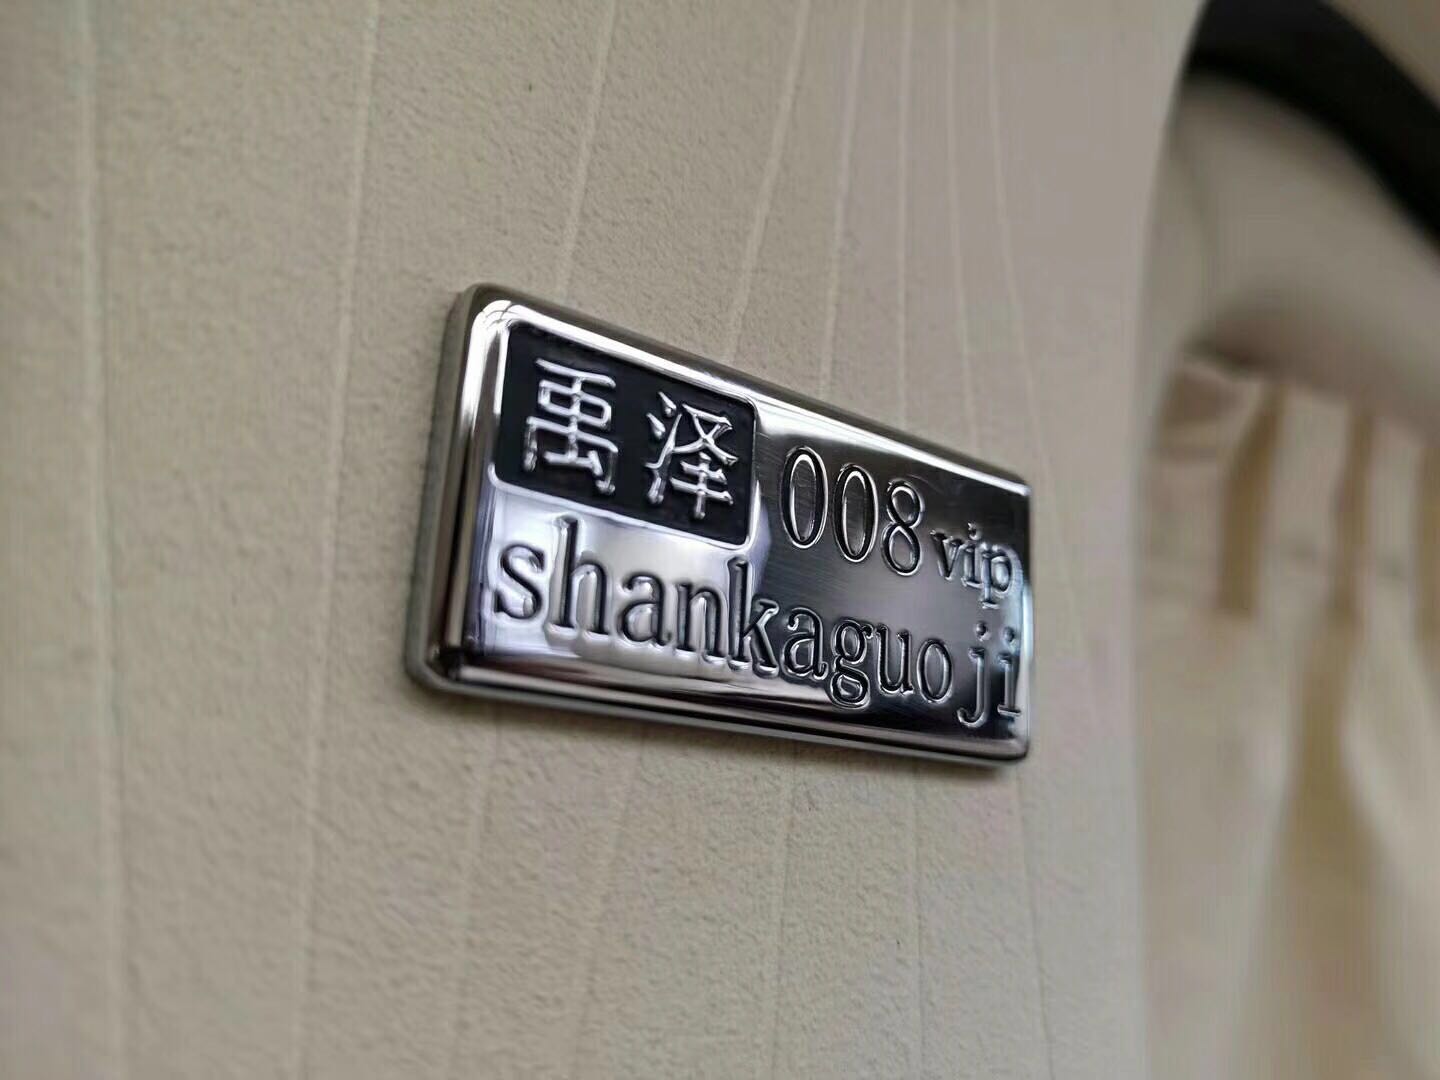 禹泽 008 vip
shankaguo ji